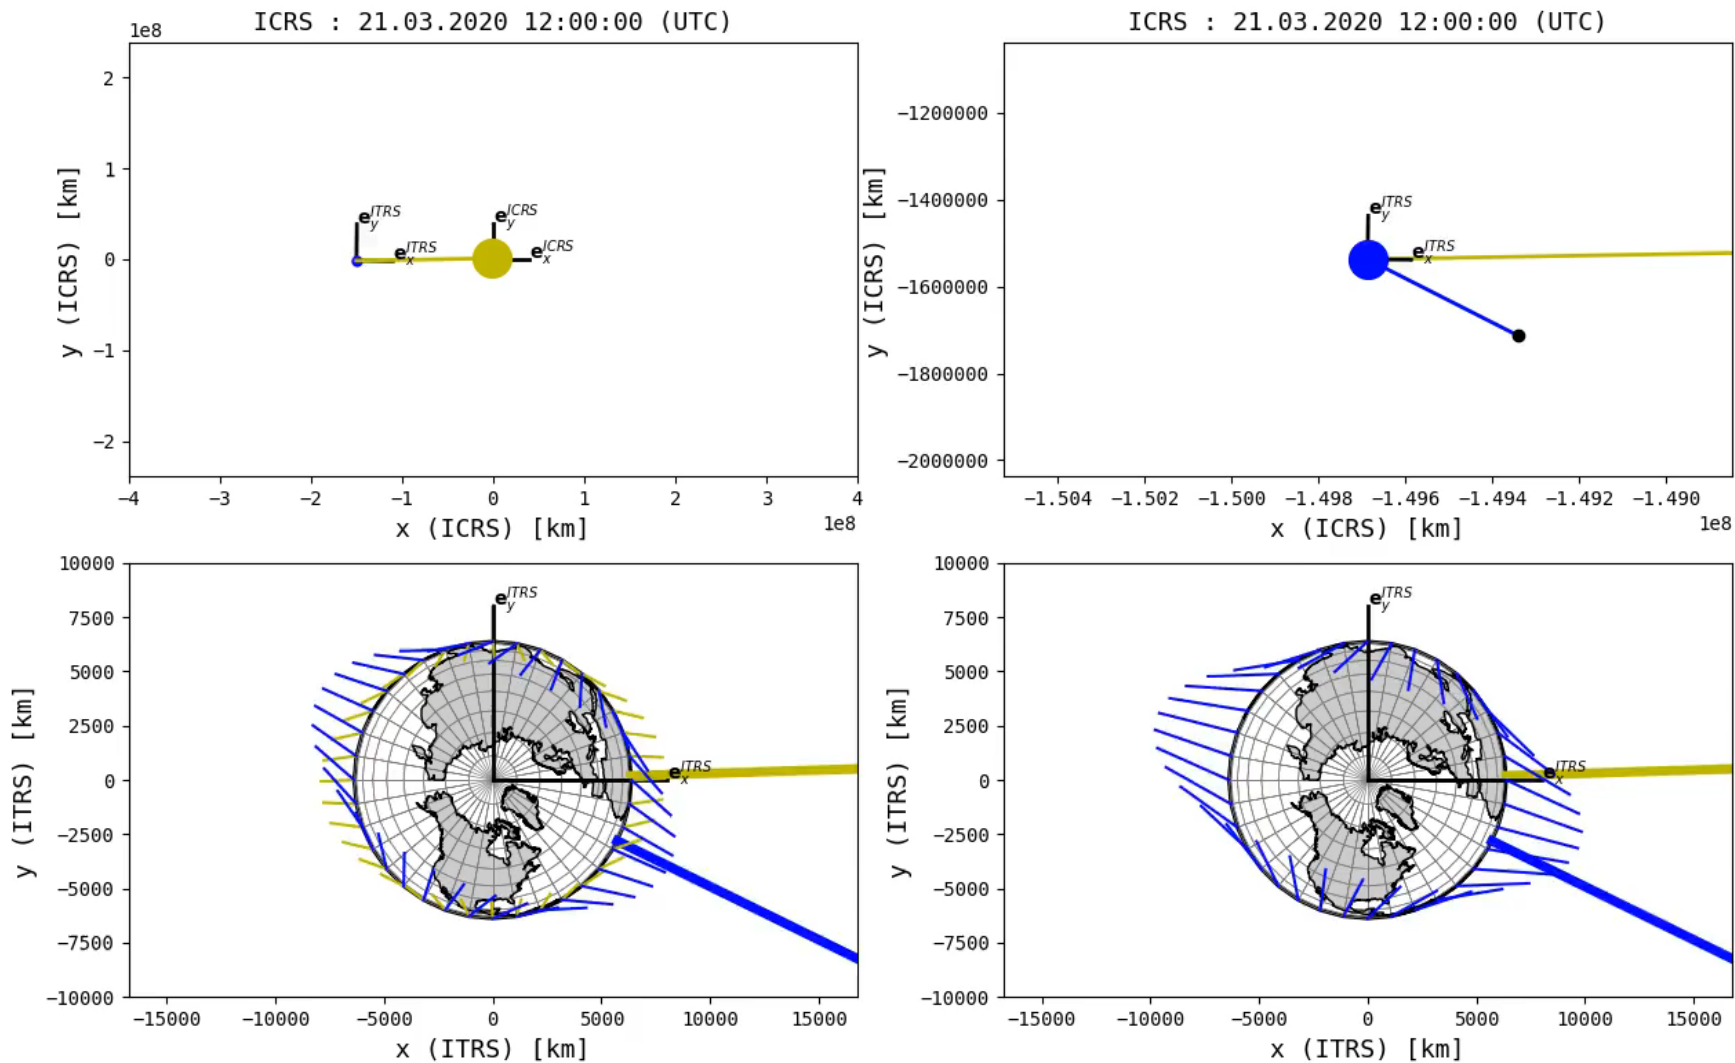 ICRS : 21.03.2020 12:00:00 (UTC)
1e8
2
1
0
−1
−2
y (ICRS) [km]
e_y^ITRS
e_x^ITRS
e_y^ICRS
e_x^ICRS
−4 −3 −2 −1 0 1 2 3 4
1e8
x (ICRS) [km]
ICRS : 21.03.2020 12:00:00 (UTC)
−1200000
−1400000
−1600000
−1800000
−2000000
y (ICRS) [km]
e_y^ITRS
e_x^ITRS
−1.504 −1.502 −1.500 −1.498 −1.496 −1.494 −1.492 −1.490
1e8
x (ICRS) [km]
10000
7500
5000
2500
0
−2500
−5000
−7500
−10000
y (ITRS) [km]
e_y^ITRS
e_x^ITRS
−15000 −10000 −5000 0 5000 10000 15000
x (ITRS) [km]
10000
7500
5000
2500
0
−2500
−5000
−7500
−10000
y (ITRS) [km]
e_y^ITRS
e_x^ITRS
−15000 −10000 −5000 0 5000 10000 15000
x (ITRS) [km]